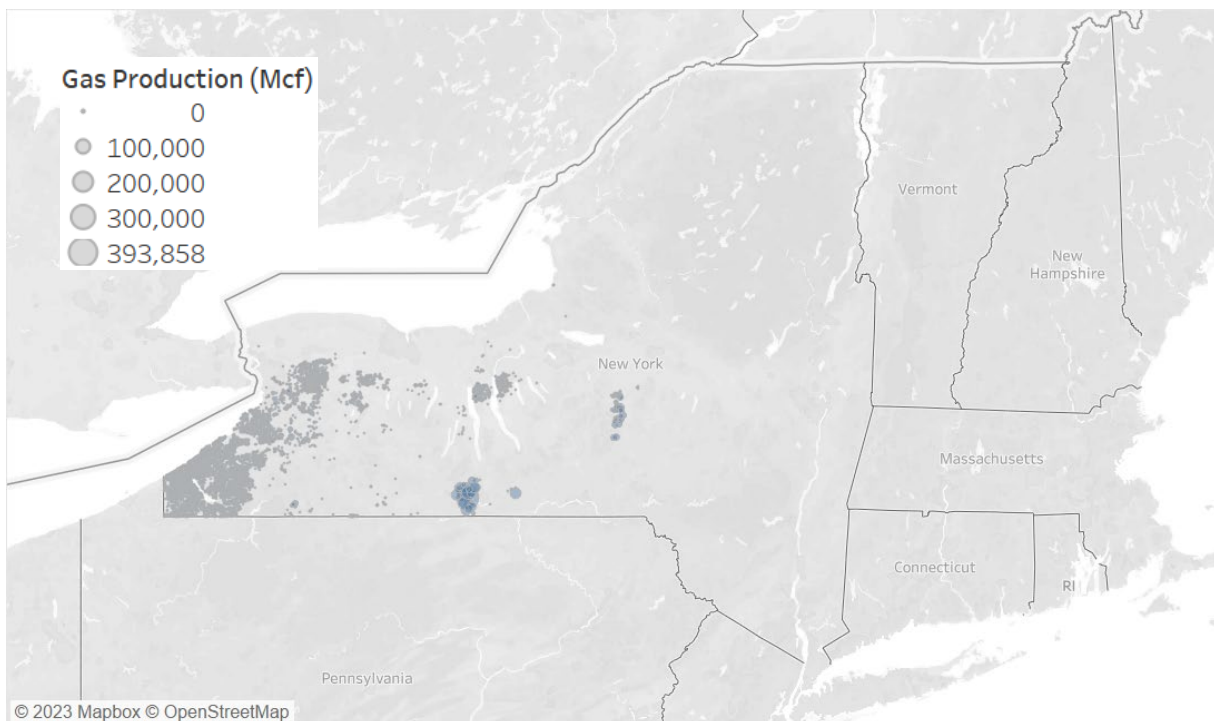 Gas Production (Mcf)
0
100,000
200,000
300,000
393,858
Vermont
New
Hampshire
New York
Massachusetts
Connecticut
RI
Pennsylvania
© 2023 Mapbox © OpenStreetMap